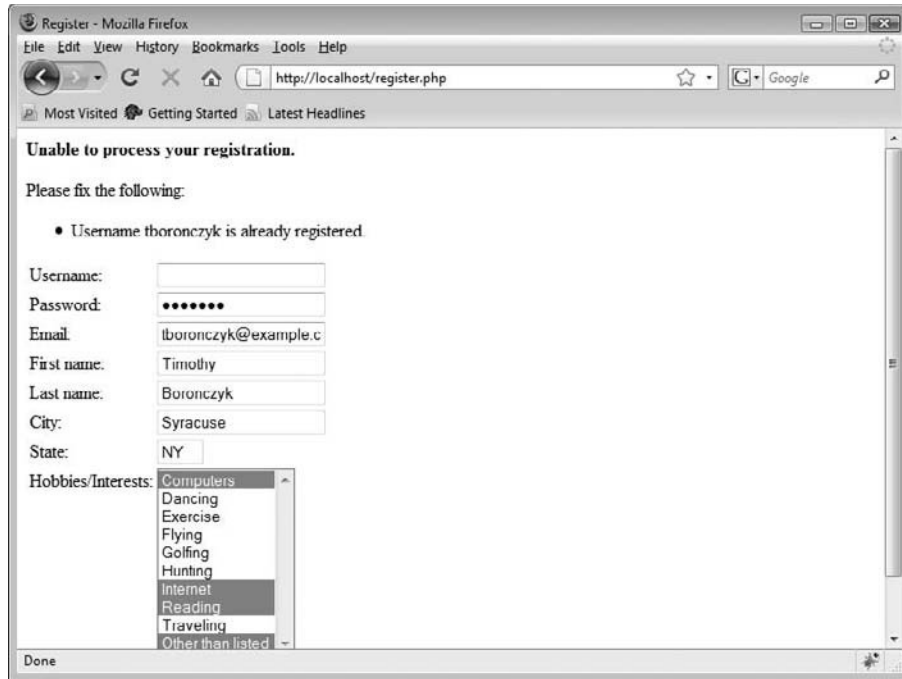 Register - Mozilla Firefox
File Edit View History Bookmarks Tools Help
http://localhost/register.php
G Google
Most Visited Getting Started Latest Headlines
Unable to process your registration.
Please fix the following:
• Username tboronczyk is already registered.
Username:
Password: •••••••
Email: tboronczyk@example.c
First name: Timothy
Last name: Boronczyk
City: Syracuse
State: NY
Hobbies/Interests: Computers
Dancing
Exercise
Flying
Golfing
Hunting
Internet
Reading
Traveling
Other than listed
Done